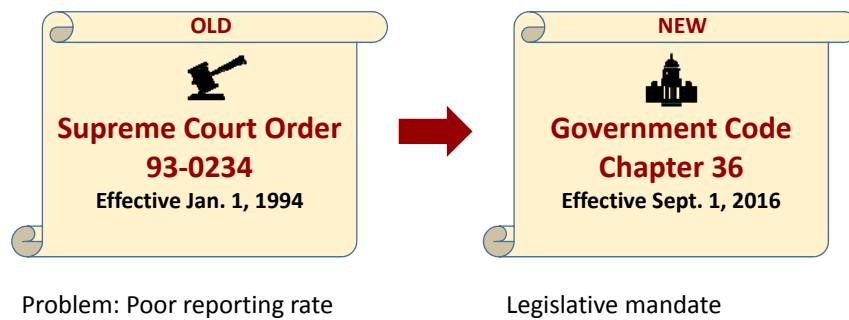 OLD
Supreme Court Order
93-0234
Effective Jan. 1, 1994
Problem: Poor reporting rate
NEW
Government Code
Chapter 36
Effective Sept. 1, 2016
Legislative mandate